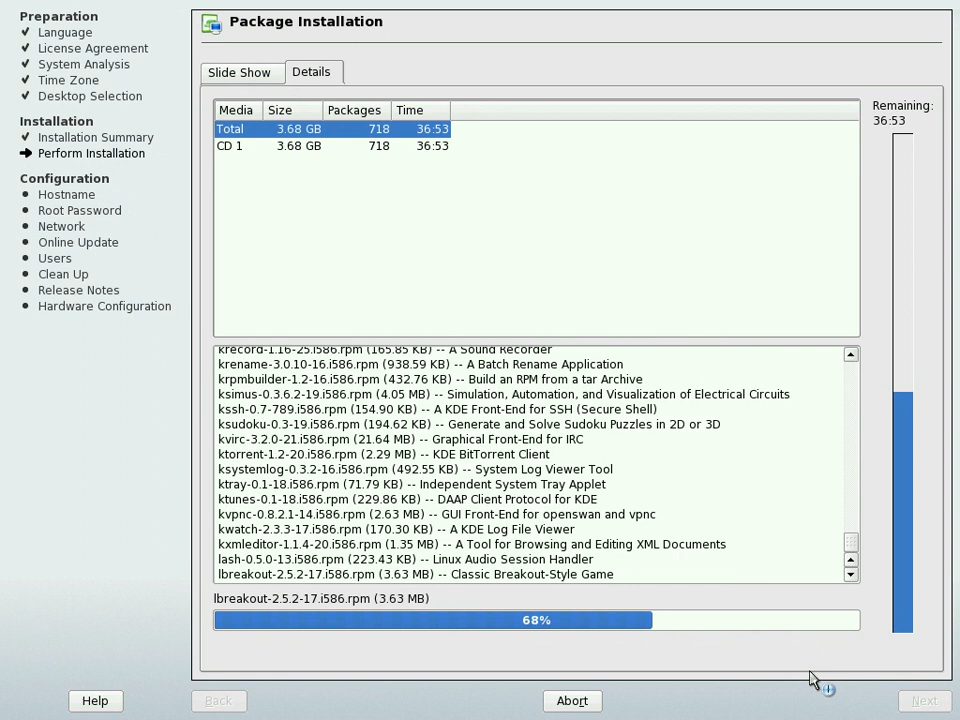 Preparation
Language
License Agreement
System Analysis
Time Zone
Desktop Selection
Installation
Installation Summary
Perform Installation
Configuration
Hostname
Root Password
Network
Online Update
Users
Clean Up
Release Notes
Hardware Configuration
Package Installation
Slide Show Details
Media Size Packages Time
Total 3.68 GB 718 36:53
CD 1 3.68 GB 718 36:53
Remaining:
36:53
krecord-1.16-25.i586.rpm (165.85 KB) -- A Sound Recorder
krename-3.0.10-16.i586.rpm (938.59 KB) -- A Batch Rename Application
krpmbuilder-1.2-16.i586.rpm (432.76 KB) -- Build an RPM from a tar Archive
ksimus-0.3.6.2-19.i586.rpm (4.05 MB) -- Simulation, Automation, and Visualization of Electrical Circuits
kssh-0.7-789.i586.rpm (154.90 KB) -- A KDE Front-End for SSH (Secure Shell)
ksudoku-0.3-19.i586.rpm (194.62 KB) -- Generate and Solve Sudoku Puzzles in 2D or 3D
kvirc-3.2.0-21.i586.rpm (21.64 MB) -- Graphical Front-End for IRC
ktorrent-1.2-20.i586.rpm (2.29 MB) -- KDE BitTorrent Client
ksystemlog-0.3.2-16.i586.rpm (492.55 KB) -- System Log Viewer Tool
ktray-0.1-18.i586.rpm (71.79 KB) -- Independent System Tray Applet
ktunes-0.1-18.i586.rpm (229.86 KB) -- DAAP Client Protocol for KDE
kvpnc-0.8.2.1-14.i586.rpm (2.63 MB) -- GUI Front-End for openswan and vpnc
kwatch-2.3.3-17.i586.rpm (170.30 KB) -- A KDE Log File Viewer
kxmleditor-1.1.4-20.i586.rpm (1.35 MB) -- A Tool for Browsing and Editing XML Documents
lash-0.5.0-13.i586.rpm (223.43 KB) -- Linux Audio Session Handler
lbreakout-2.5.2-17.i586.rpm (3.63 MB) -- Classic Breakout-Style Game
lbreakout-2.5.2-17.i586.rpm (3.63 MB)
68%
Help Back Abort Next